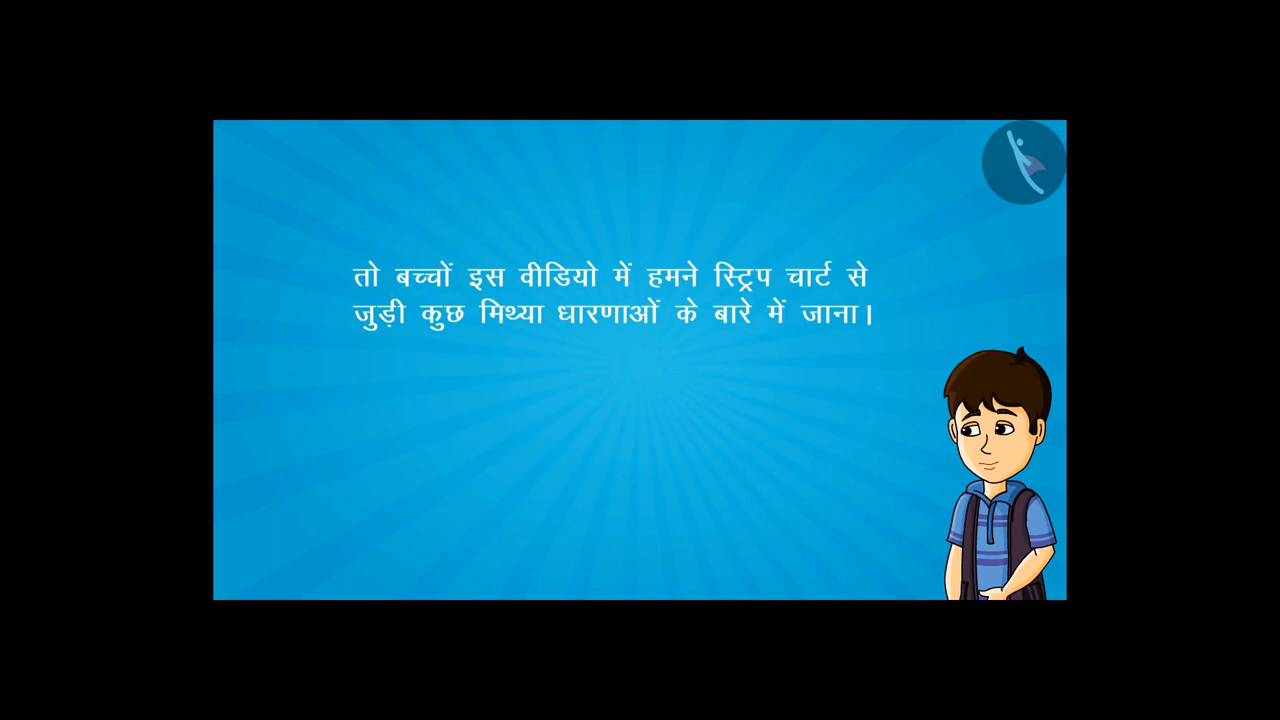 तो बच्चों इस वीडियो में हमने स्ट्रिप चार्ट से
जुड़ी कुछ मिथ्या धारणाओं के बारे में जाना।